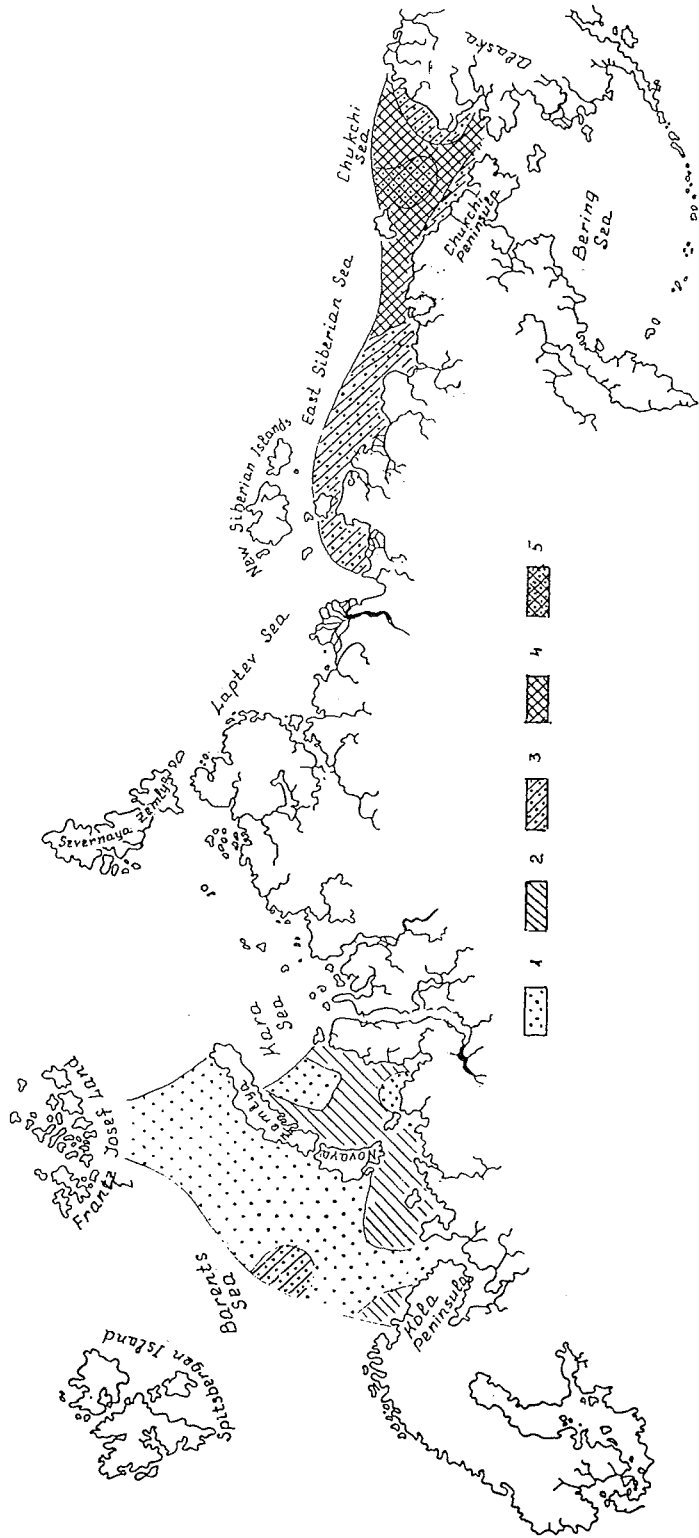 Spitsbergen Island
Frantz Josef Land
Barents
Sea
Kola
peninsula
Novaya
Zemlya
Kara
Sea
Severnaya
Zemlya
Laptev Sea
New Siberian Islands
East Siberian Sea
Chukchi
sea
Chukchi
peninsula
Alaska
Bering
Sea
1
2
3
4
5